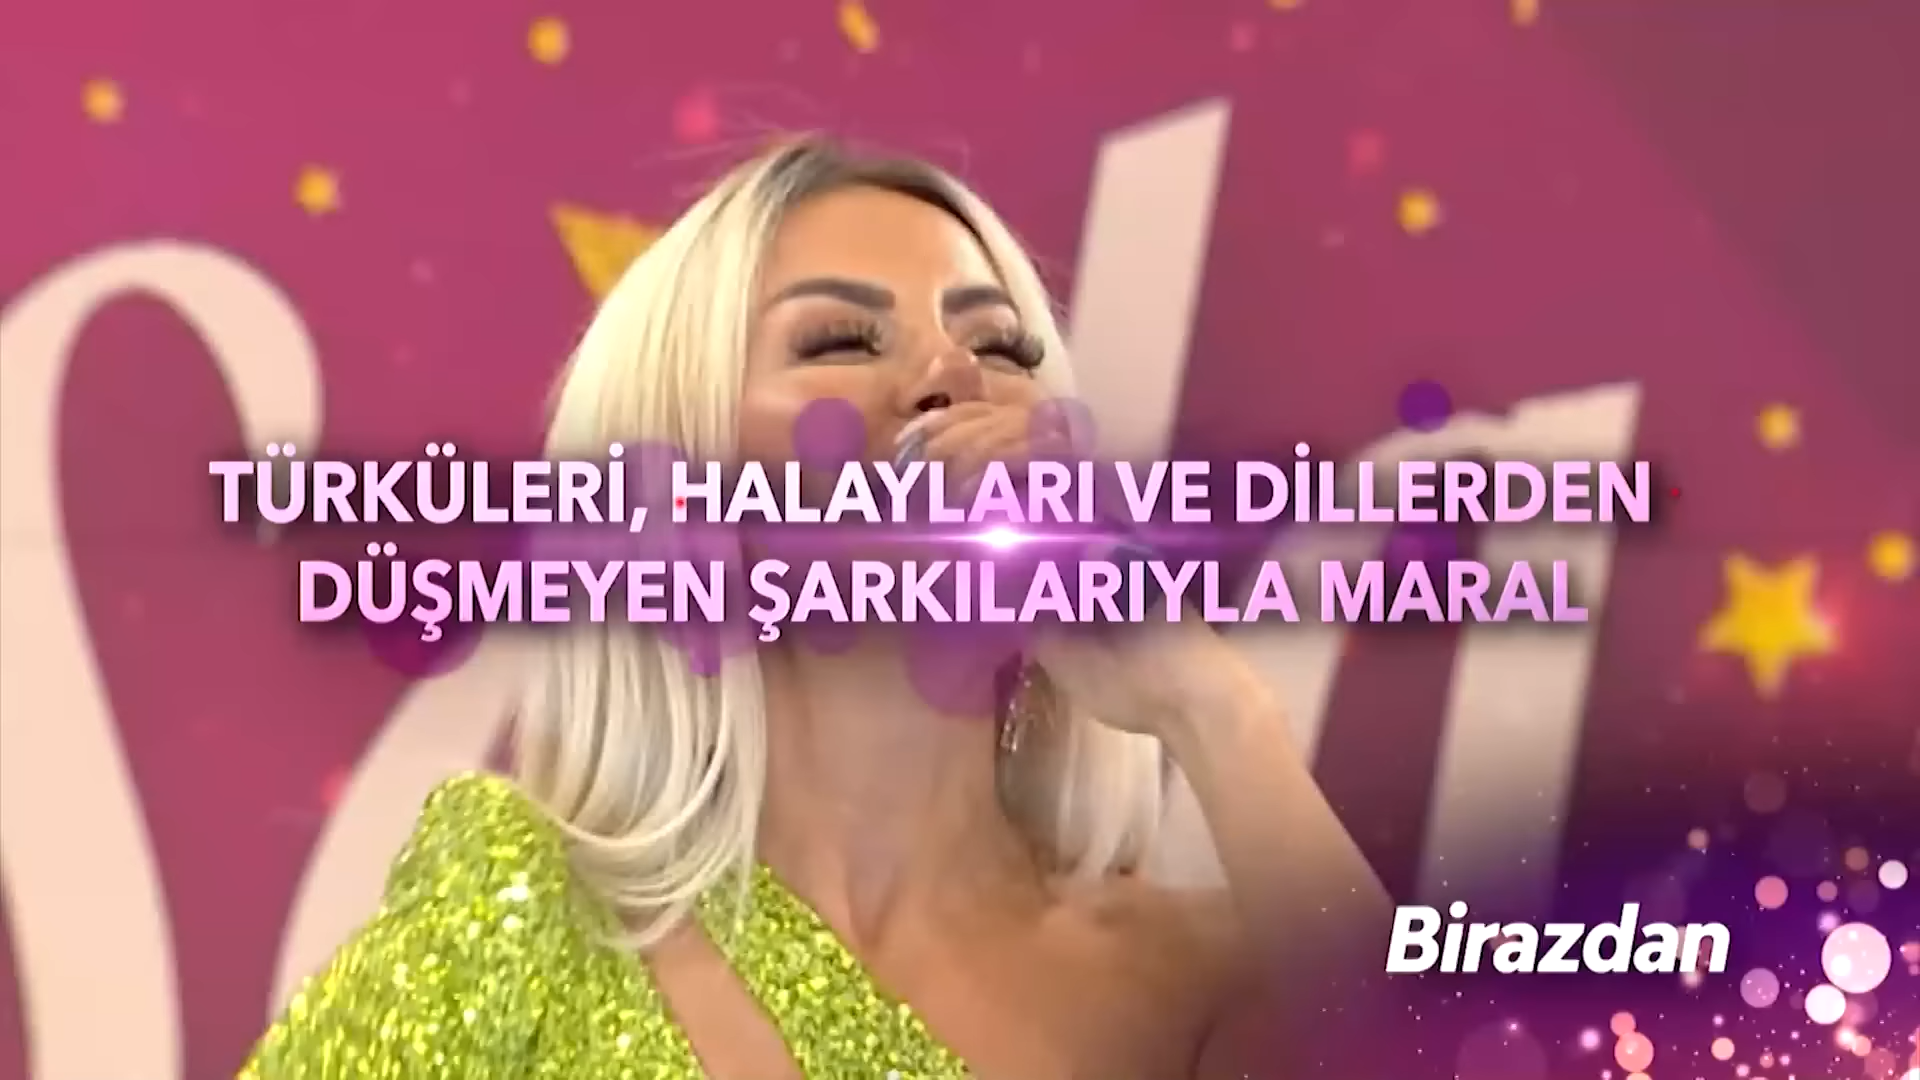 TÜRKÜLERİ, HALAYLARI VE DİLLERDEN
DÜŞMEYEN ŞARKILARIYLA MARAL
Birazdan